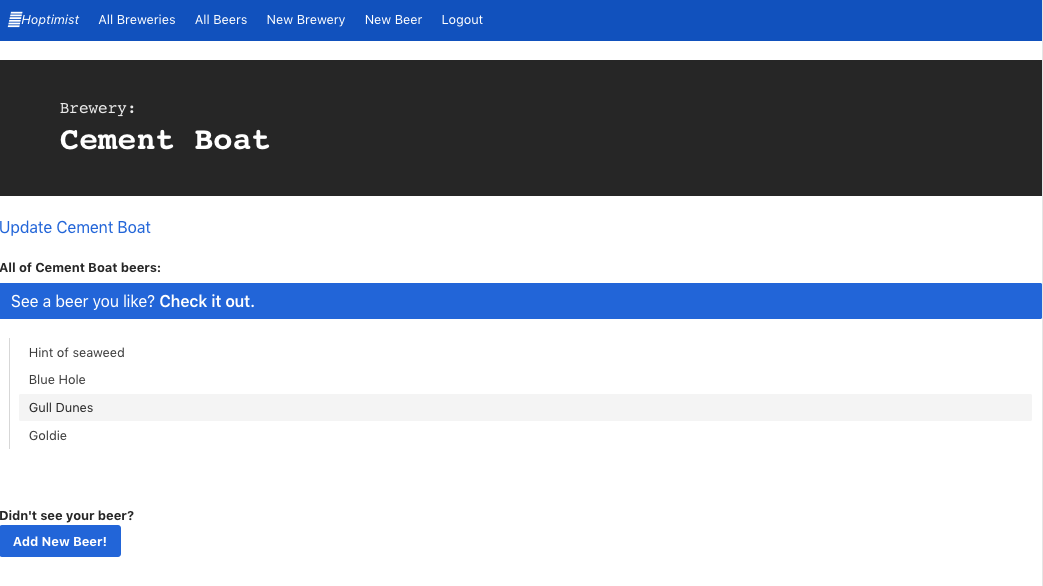 Hoptimist All Breweries All Beers New Brewery New Beer Logout
Brewery:
Cement Boat
Update Cement Boat
All of Cement Boat beers:
See a beer you like? Check it out.
Hint of seaweed
Blue Hole
Gull Dunes
Goldie
Didn't see your beer?
Add New Beer!